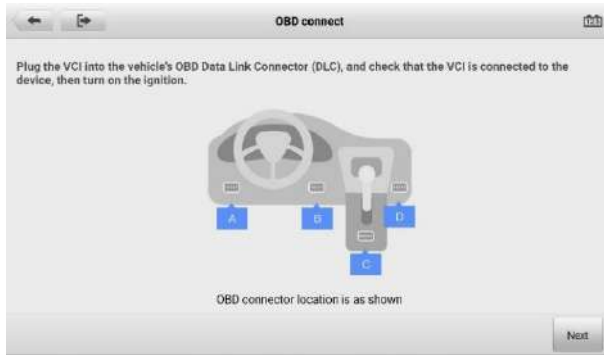 OBD connect
Plug the VCI into the vehicle's OBD Data Link Connector (DLC), and check that the VCI is connected to the
device, then turn on the ignition.
A
B
D
C
OBD connector location is as shown
Next